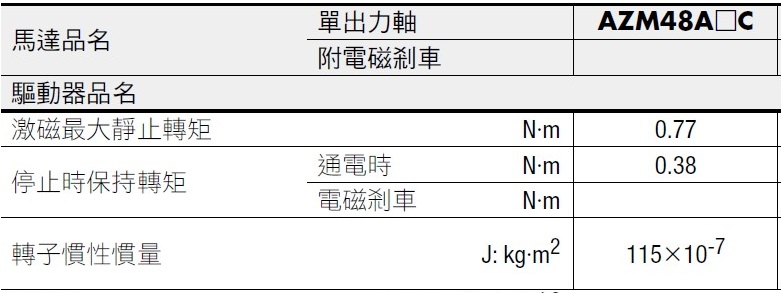 馬達品名 單出力軸 AZM48A□C
附電磁剎車
驅動器品名
激磁最大靜止轉矩 N·m 0.77
停止時保持轉矩 通電時 N·m 0.38
電磁剎車 N·m
轉子慣性慣量 J: kg·m² 115×10⁻⁷